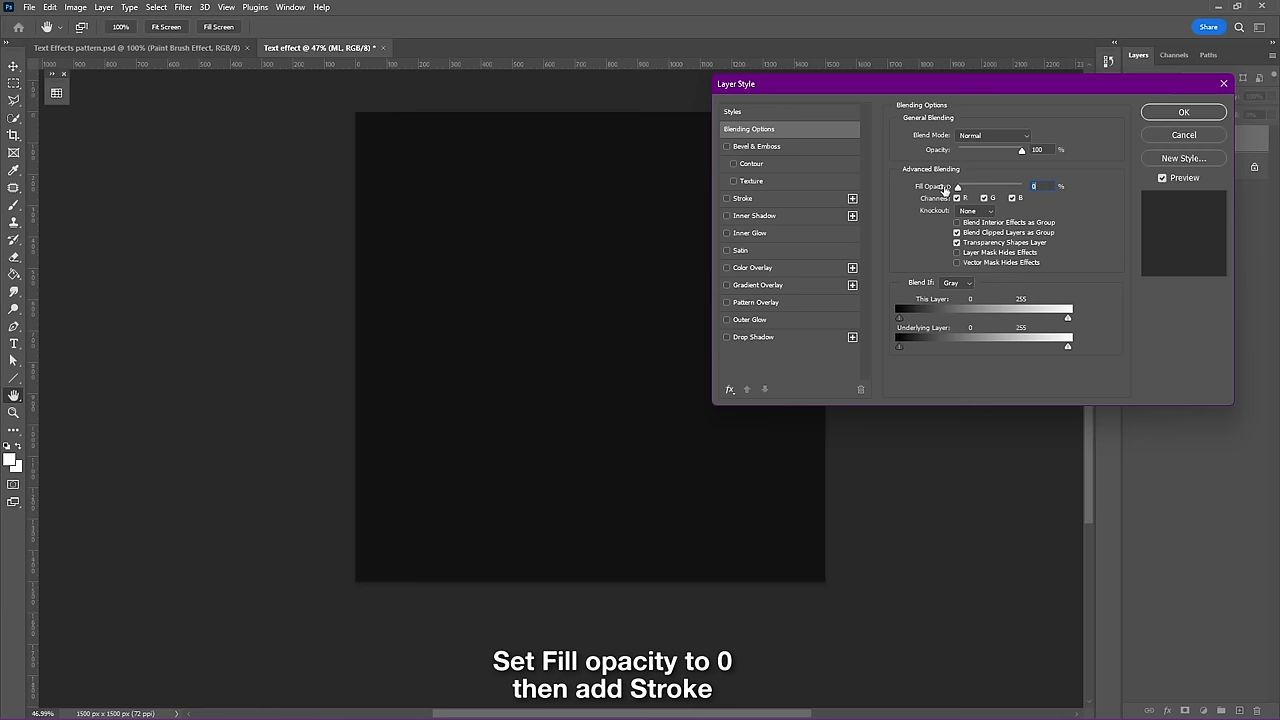 Ps File Edit Image Layer Type Select Filter 3D View Plugins Window Help
100% Fit Screen Fill Screen Share
Text Effects pattern.psd @ 100% (Paint Brush Effect, RGB/8) × Text effect @ 47% (ML, RGB/8) * ×
Layers Channels Paths
Layer Style
Styles
Blending Options
Bevel & Emboss
Contour
Texture
Stroke
Inner Shadow
Inner Glow
Satin
Color Overlay
Gradient Overlay
Pattern Overlay
Outer Glow
Drop Shadow
fx
Blending Options
General Blending
Blend Mode: Normal
Opacity: 100 %
Advanced Blending
Fill Opacity: 0 %
Channels: R G B
Knockout: None
Blend Interior Effects as Group
Blend Clipped Layers as Group
Transparency Shapes Layer
Layer Mask Hides Effects
Vector Mask Hides Effects
Blend If: Gray
This Layer: 0 255
Underlying Layer: 0 255
OK
Cancel
New Style...
Preview
Set Fill opacity to 0
then add Stroke
46.99% 1500 px x 1500 px (72 ppi)